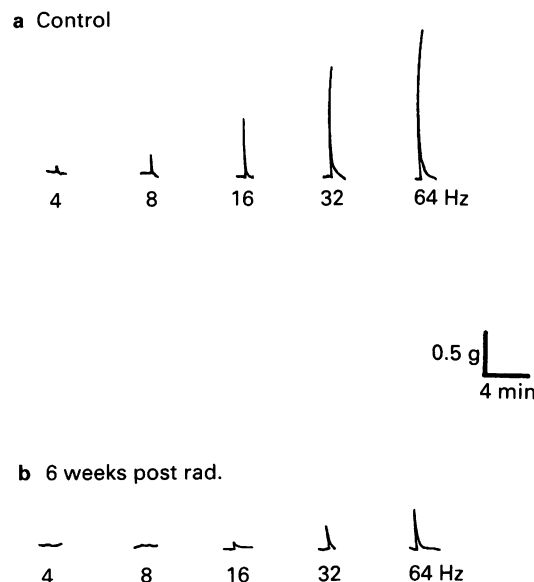 a Control
4 8 16 32 64 Hz
0.5 g
4 min
b 6 weeks post rad.
4 8 16 32 64 Hz